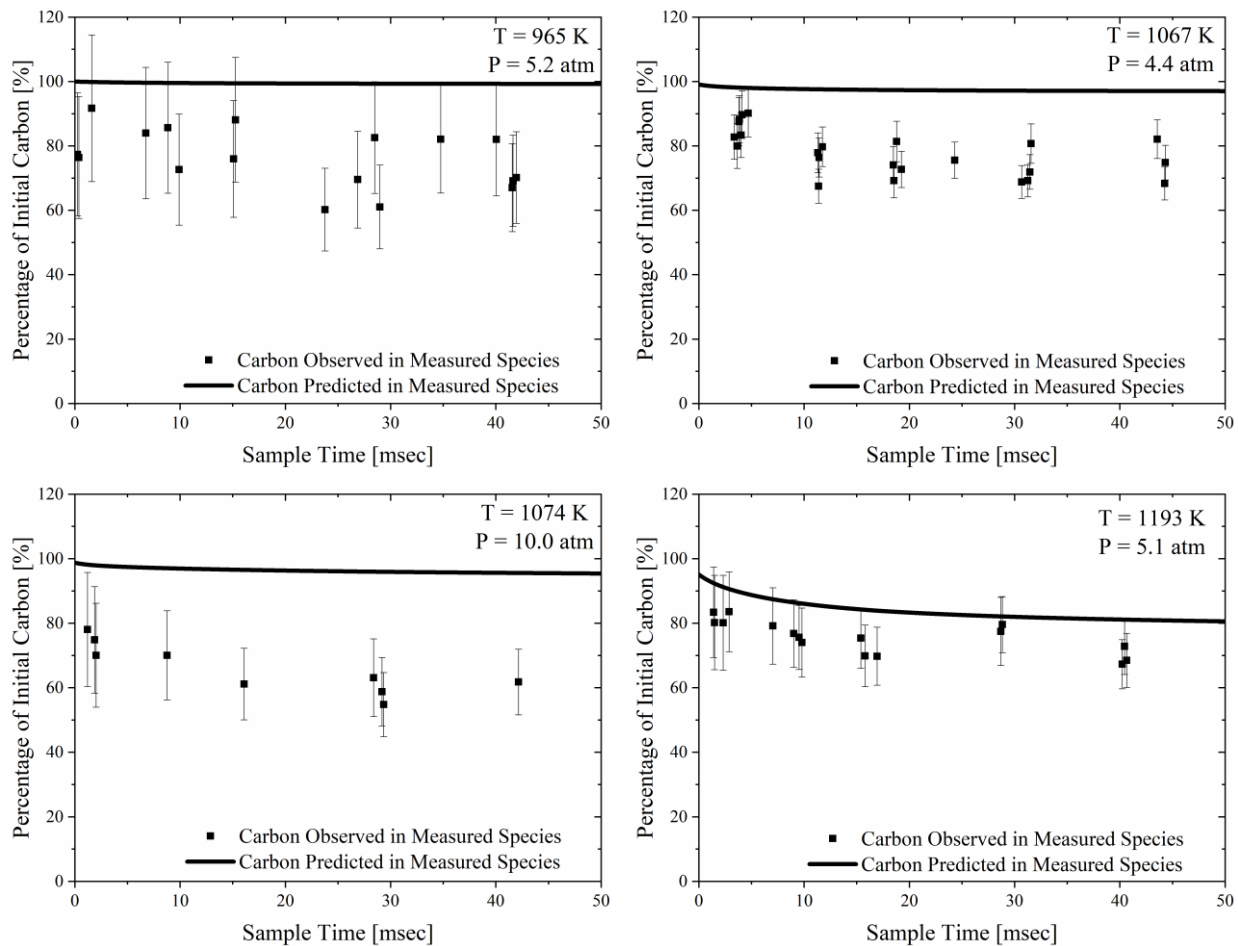 120
100
80
60
40
20
0
Percentage of Initial Carbon [%]
T = 965 K
P = 5.2 atm
Carbon Observed in Measured Species
Carbon Predicted in Measured Species
0 10 20 30 40 50
Sample Time [msec]
120
100
80
60
40
20
0
Percentage of Initial Carbon [%]
T = 1067 K
P = 4.4 atm
Carbon Observed in Measured Species
Carbon Predicted in Measured Species
0 10 20 30 40 50
Sample Time [msec]
120
100
80
60
40
20
0
Percentage of Initial Carbon [%]
T = 1074 K
P = 10.0 atm
Carbon Observed in Measured Species
Carbon Predicted in Measured Species
0 10 20 30 40 50
Sample Time [msec]
120
100
80
60
40
20
0
Percentage of Initial Carbon [%]
T = 1193 K
P = 5.1 atm
Carbon Observed in Measured Species
Carbon Predicted in Measured Species
0 10 20 30 40 50
Sample Time [msec]